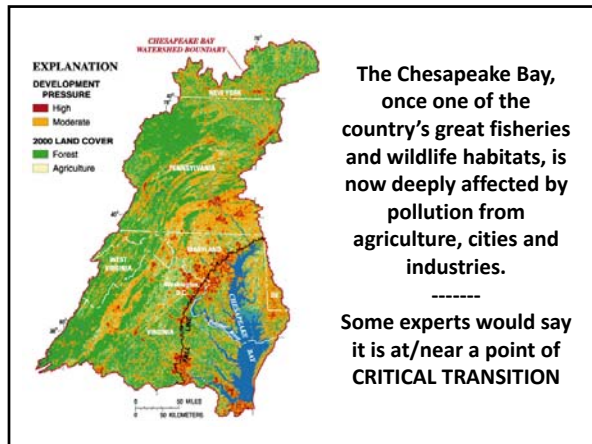 CHESAPEAKE BAY
WATERSHED BOUNDARY
EXPLANATION
DEVELOPMENT
PRESSURE
High
Moderate
2000 LAND COVER
Forest
Agriculture
NEW YORK
PENNSYLVANIA
MARYLAND
WEST
VIRGINIA
Washington,
D.C.
VIRGINIA
CHESAPEAKE
BAY
0 50 MILES
0 50 KILOMETERS
The Chesapeake Bay,
once one of the
country’s great fisheries
and wildlife habitats, is
now deeply affected by
pollution from
agriculture, cities and
industries.
-------
Some experts would say
it is at/near a point of
CRITICAL TRANSITION